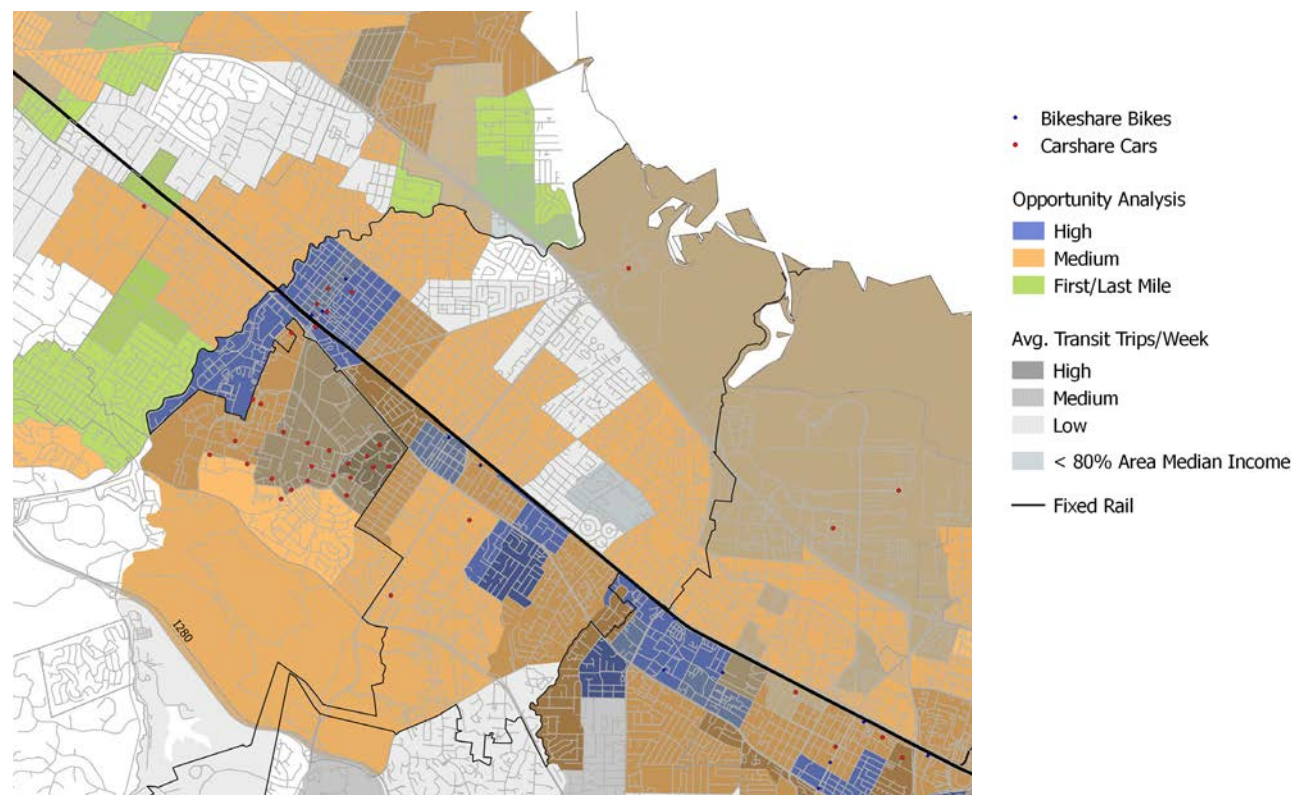 Bikeshare Bikes
Carshare Cars
Opportunity Analysis
High
Medium
First/Last Mile
Avg. Transit Trips/Week
High
Medium
Low
< 80% Area Median Income
Fixed Rail
I280